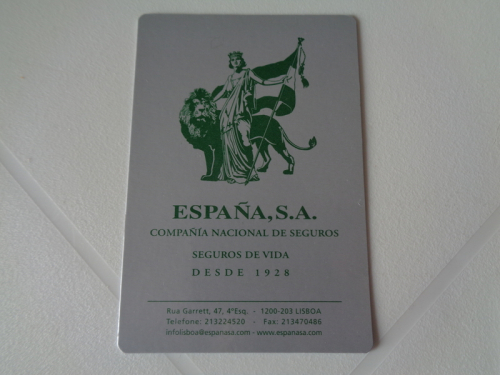 ESPAÑA, S.A.
COMPAÑÍA NACIONAL DE SEGUROS
SEGUROS DE VIDA
DESDE 1928
Rua Garrett, 47, 4ºEsq. - 1200-203 LISBOA
Telefone: 213224520 - Fax: 213470486
infolisboa@espanasa.com - www.espanasa.com